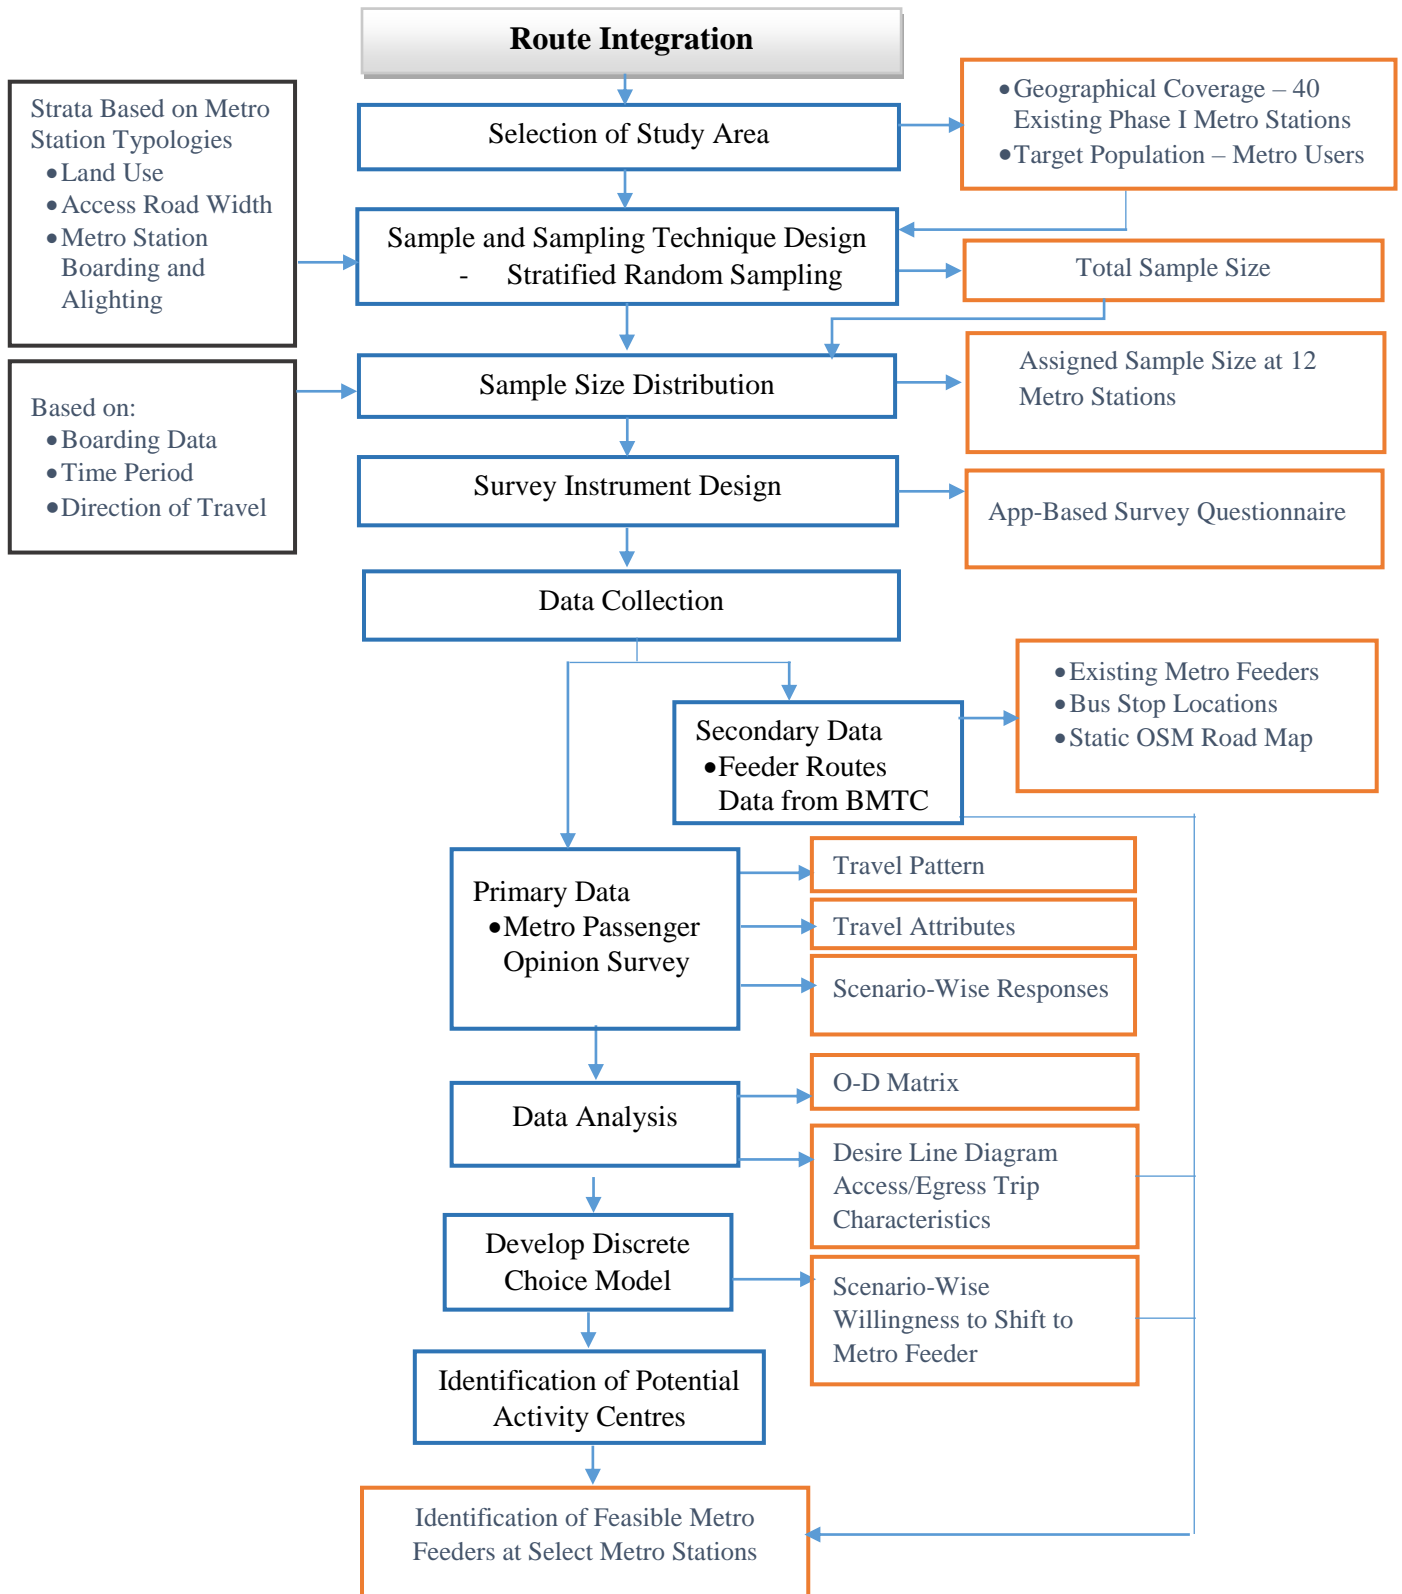 Route Integration
Selection of Study Area
• Geographical Coverage – 40
Existing Phase I Metro Stations
• Target Population – Metro Users
Strata Based on Metro
Station Typologies
• Land Use
• Access Road Width
• Metro Station
Boarding and
Alighting
Sample and Sampling Technique Design
- Stratified Random Sampling
Total Sample Size
Based on:
• Boarding Data
• Time Period
• Direction of Travel
Sample Size Distribution
Assigned Sample Size at 12
Metro Stations
Survey Instrument Design
App-Based Survey Questionnaire
Data Collection
Secondary Data
• Feeder Routes
Data from BMTC
• Existing Metro Feeders
• Bus Stop Locations
• Static OSM Road Map
Primary Data
• Metro Passenger
Opinion Survey
Travel Pattern
Travel Attributes
Scenario-Wise Responses
Data Analysis
O-D Matrix
Desire Line Diagram
Access/Egress Trip
Characteristics
Develop Discrete
Choice Model
Scenario-Wise
Willingness to Shift to
Metro Feeder
Identification of Potential
Activity Centres
Identification of Feasible Metro
Feeders at Select Metro Stations